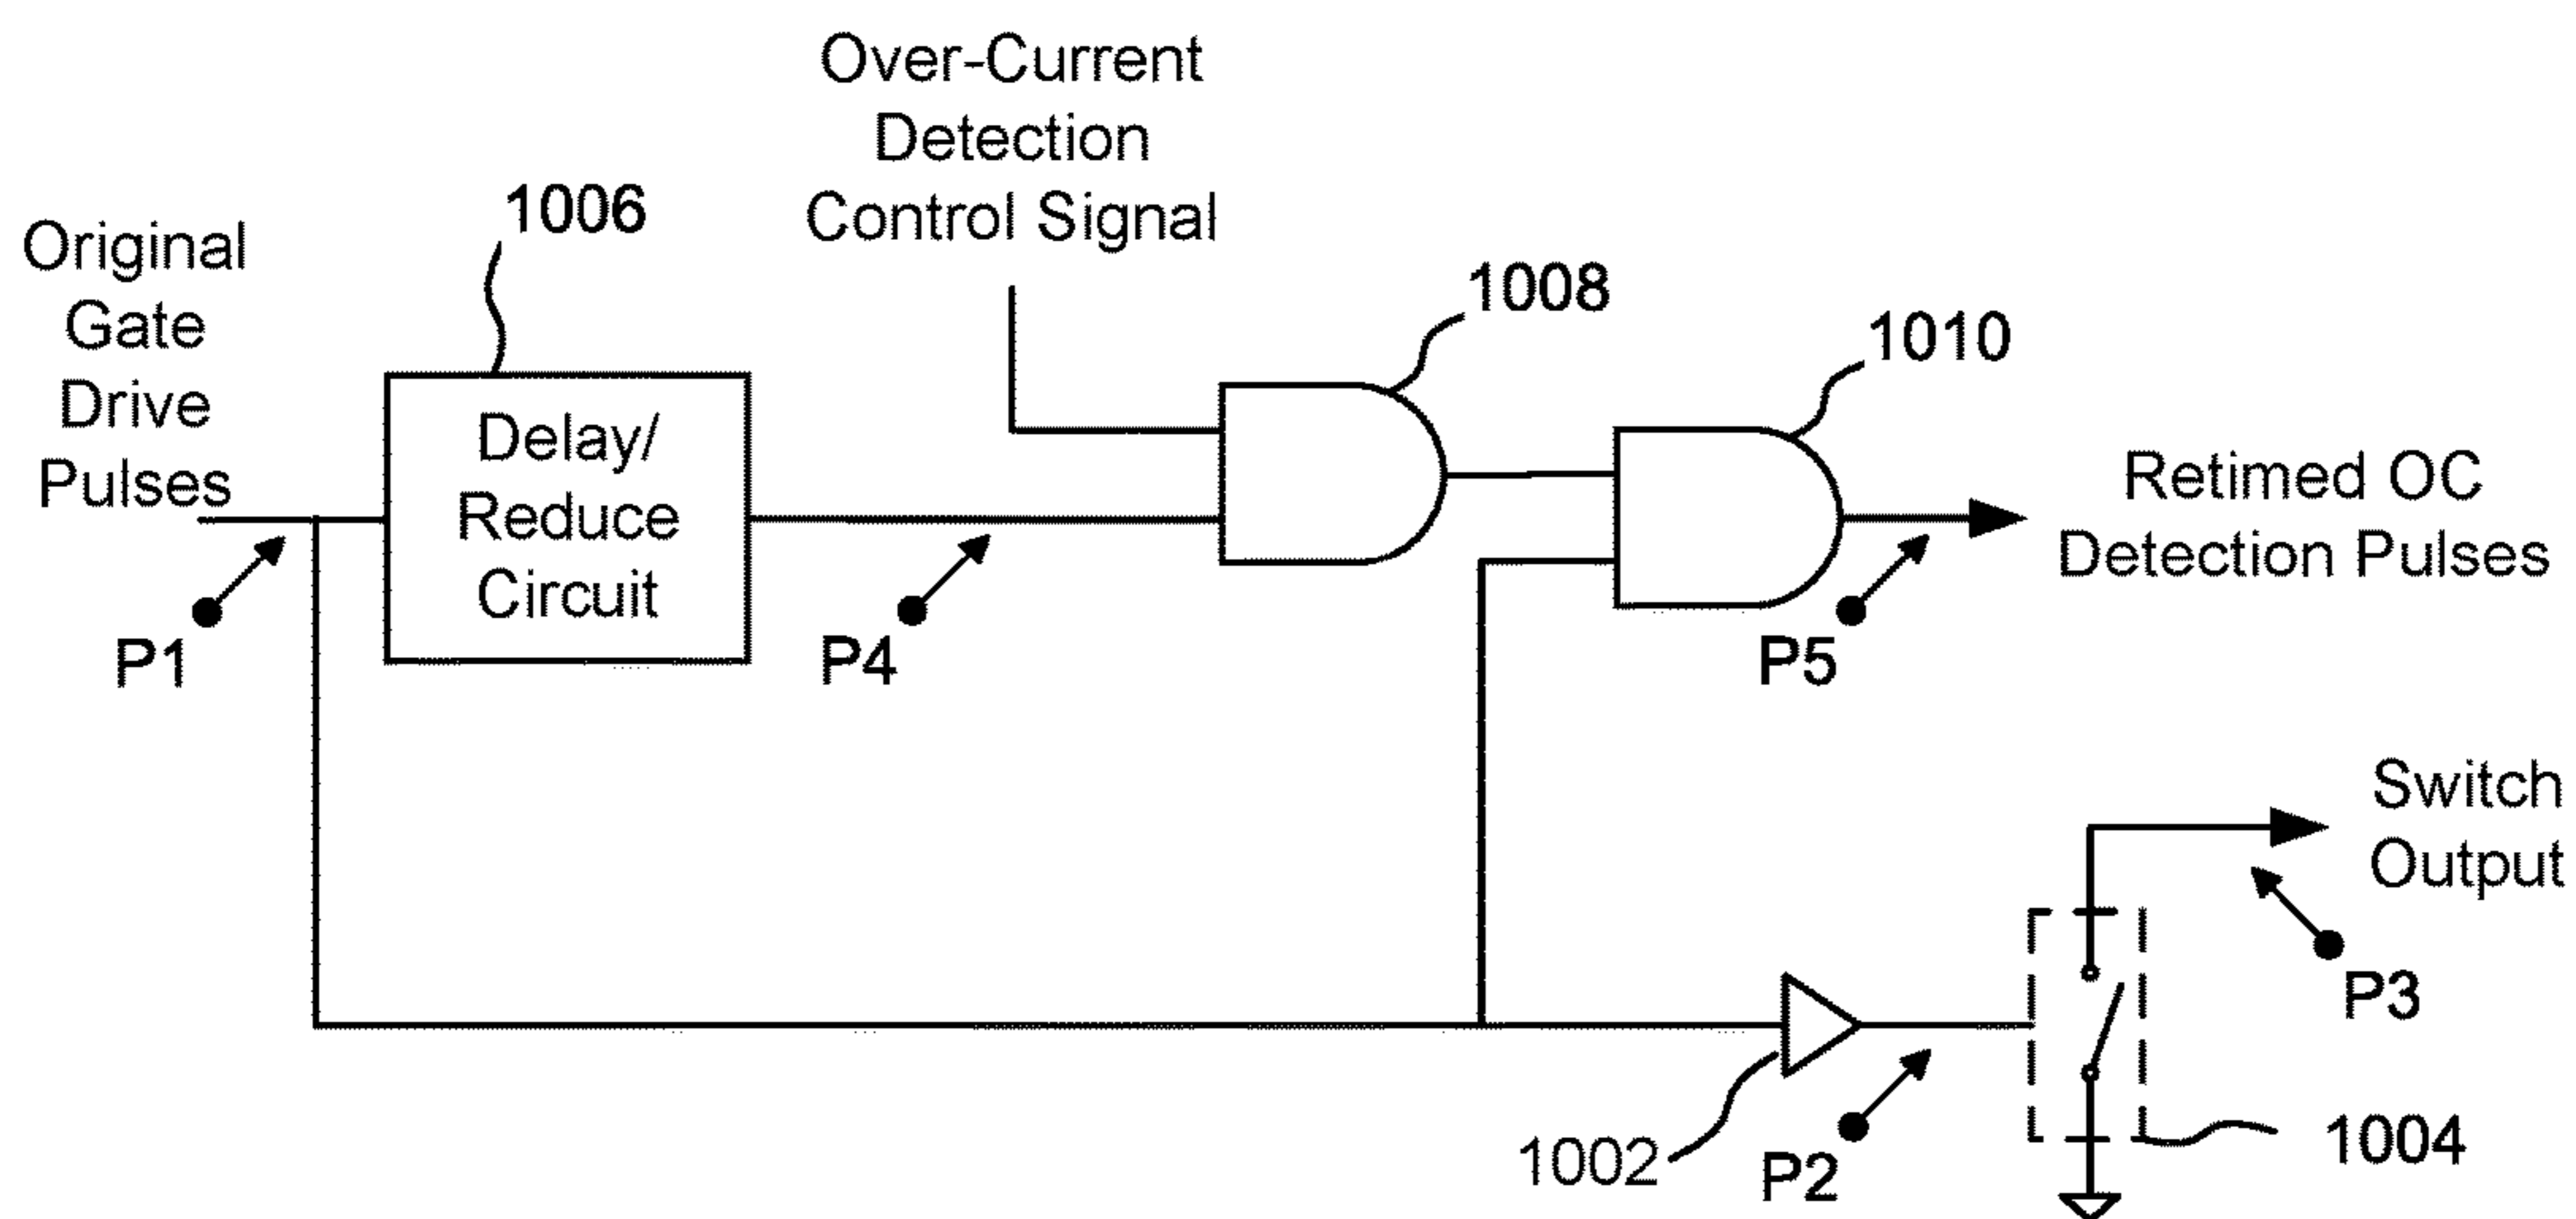 Over-Current
Detection
Control Signal
Original
Gate
Drive
Pulses
1006
1008
1010
Delay/
Reduce
Circuit
Retimed OC
Detection Pulses
P1
P4
P5
Switch
Output
P3
1002
P2
1004